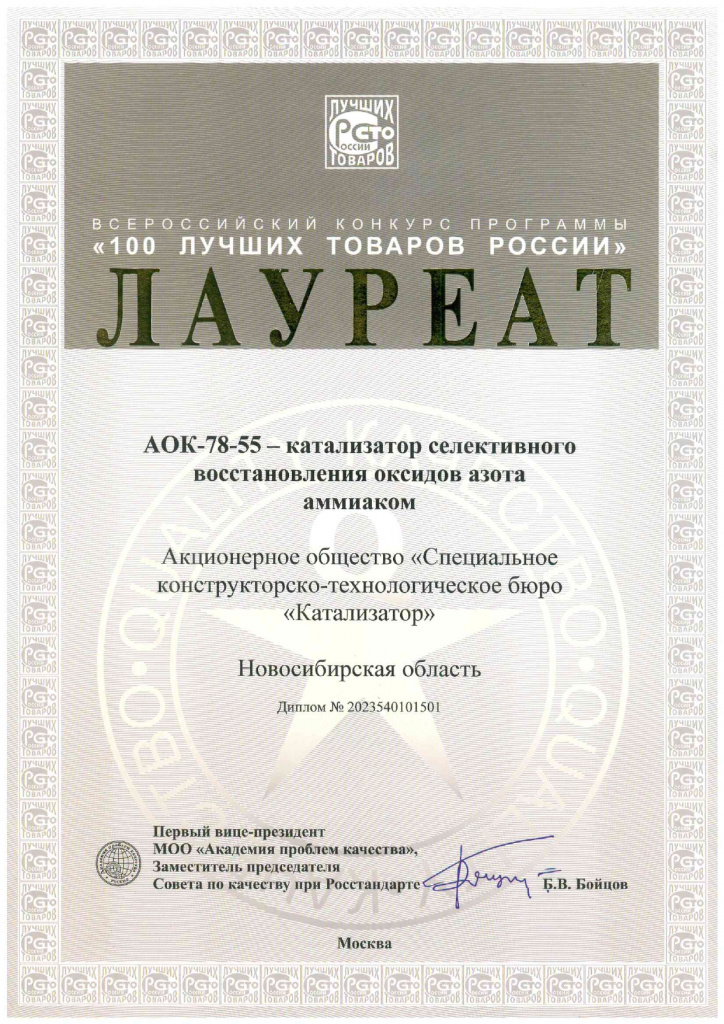 ЛУЧШИХ
РСТО
РОССИИ
ТОВАРОВ
ВСЕРОССИЙСКИЙ КОНКУРС ПРОГРАММЫ
«100 ЛУЧШИХ ТОВАРОВ РОССИИ»
ЛАУРЕАТ
АОК-78-55 – катализатор селективного
восстановления оксидов азота
аммиаком
Акционерное общество «Специальное
конструкторско-технологическое бюро
«Катализатор»
Новосибирская область
Диплом № 2023540101501
Первый вице-президент
МОО «Академия проблем качества»,
Заместитель председателя
Совета по качеству при Росстандарте
Б.В. Бойцов
Москва